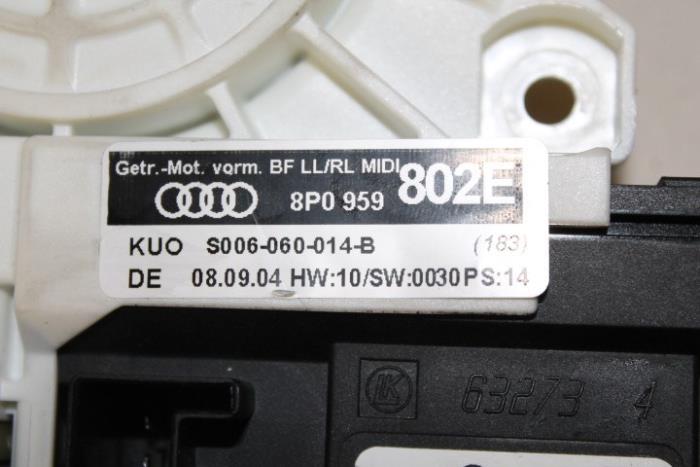 Getr.-Mot. vorm. BF LL/RL MIDI
8P0 959 802E
KUO S006-060-014-B (183)
DE 08.09.04 HW:10/SW:0030 PS:14
LK 63273 4